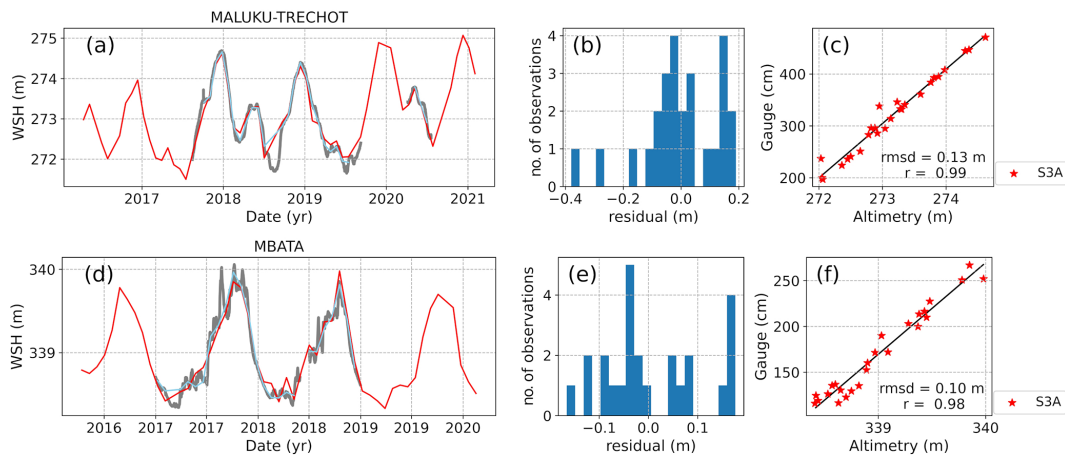 MALUKU-TRECHOT
(a)
WSH (m)
275
274
273
272
2017
2018
2019
2020
2021
Date (yr)
(b)
no. of observations
4
3
2
1
0
−0.4
−0.2
0.0
0.2
residual (m)
(c)
Gauge (cm)
400
300
200
272
273
274
Altimetry (m)
rmsd = 0.13 m
r = 0.99
S3A
MBATA
(d)
WSH (m)
340
339
2016
2016
2017
2017
2018
2018
2019
2020
Date (yr)
(e)
no. of observations
4
2
0
−0.1
0.0
0.1
residual (m)
(f)
Gauge (cm)
250
200
150
339
340
Altimetry (m)
rmsd = 0.10 m
r = 0.98
S3A